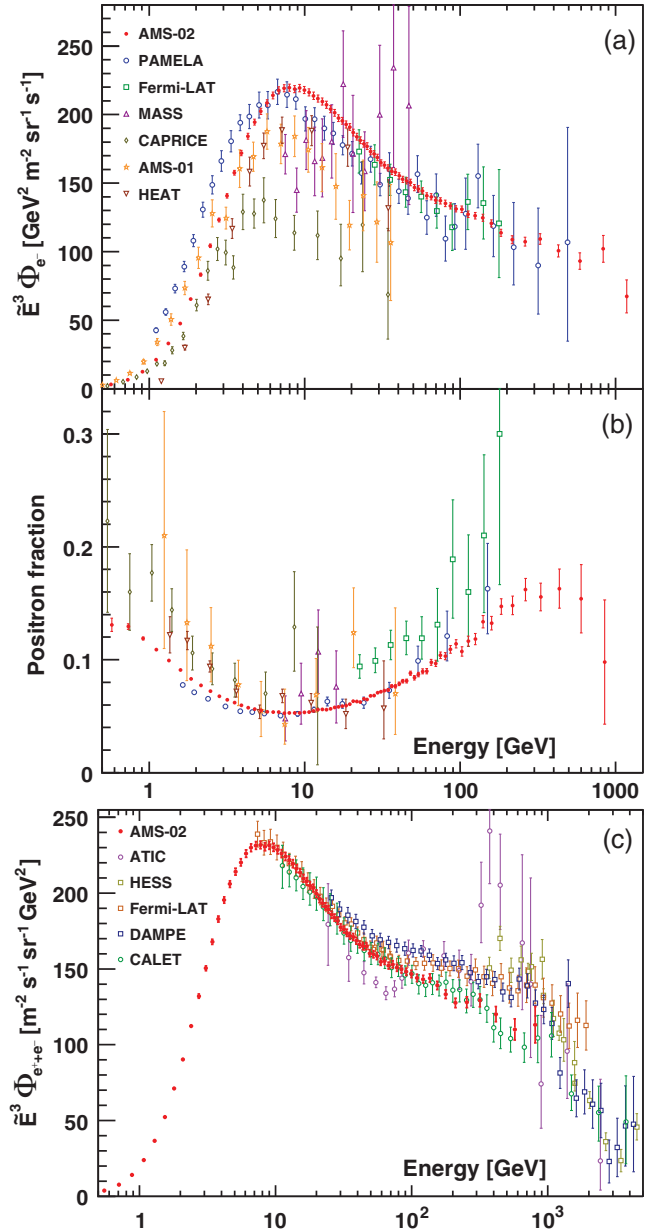 (a)
250
200
150
100
50
0
Ẽ³ Φe⁻ [GeV² m⁻² sr⁻¹ s⁻¹]
AMS-02
PAMELA
Fermi-LAT
MASS
CAPRICE
AMS-01
HEAT
(b)
0.3
0.2
0.1
0
Positron fraction
Energy [GeV]
1 10 100 1000
(c)
250
200
150
100
50
0
Ẽ³ Φe⁺+e⁻ [m⁻² s⁻¹ sr⁻¹ GeV²]
AMS-02
ATIC
HESS
Fermi-LAT
DAMPE
CALET
Energy [GeV]
1 10 10² 10³